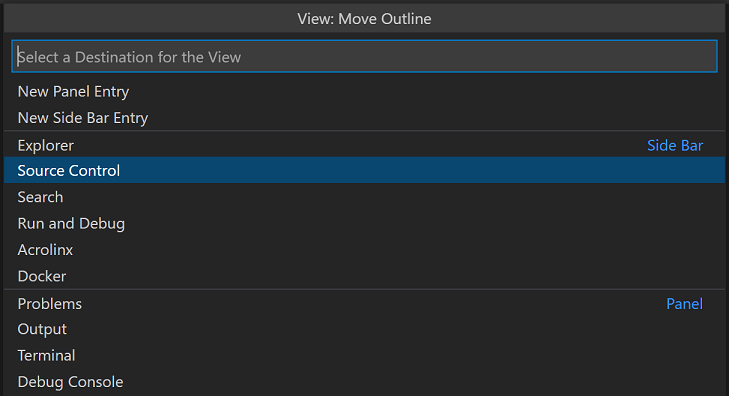 View: Move Outline
Select a Destination for the View
New Panel Entry
New Side Bar Entry
Explorer Side Bar
Source Control
Search
Run and Debug
Acrolinx
Docker
Problems Panel
Output
Terminal
Debug Console